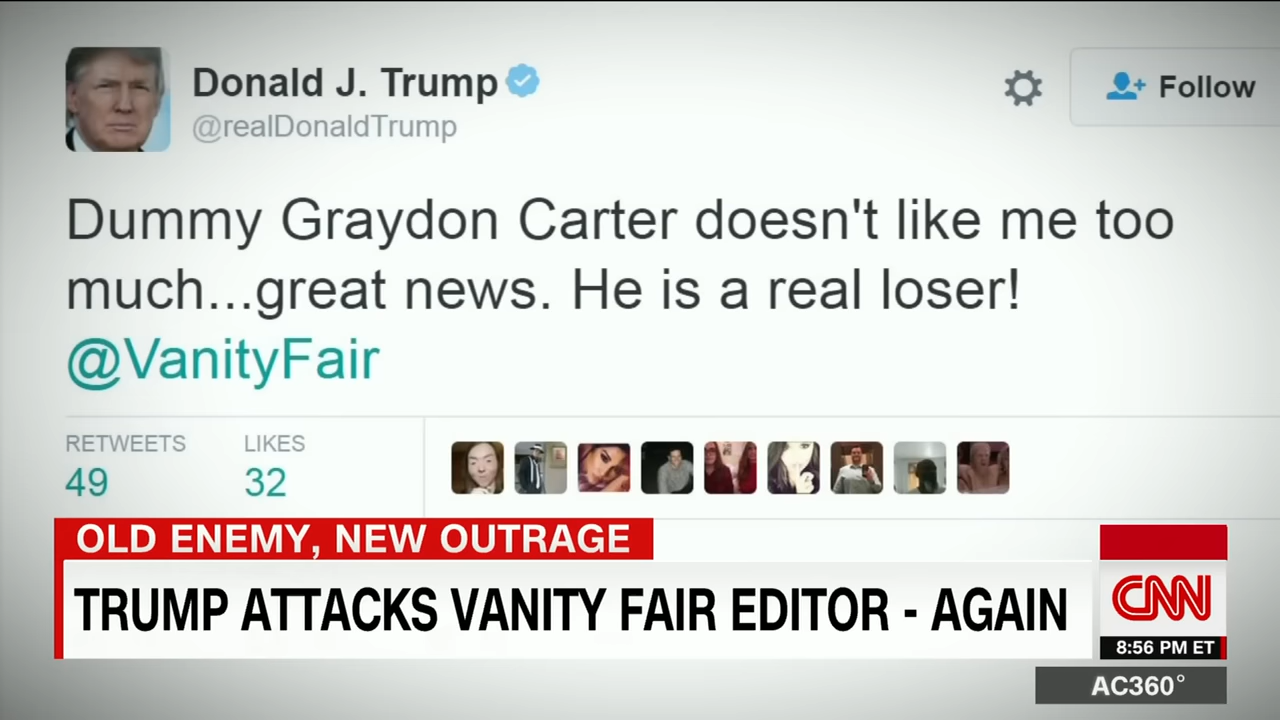 Donald J. Trump
@realDonaldTrump
Follow
Dummy Graydon Carter doesn't like me too
much...great news. He is a real loser!
@VanityFair
RETWEETS
49
LIKES
32
OLD ENEMY, NEW OUTRAGE
TRUMP ATTACKS VANITY FAIR EDITOR - AGAIN
CNN
8:56 PM ET
AC360°